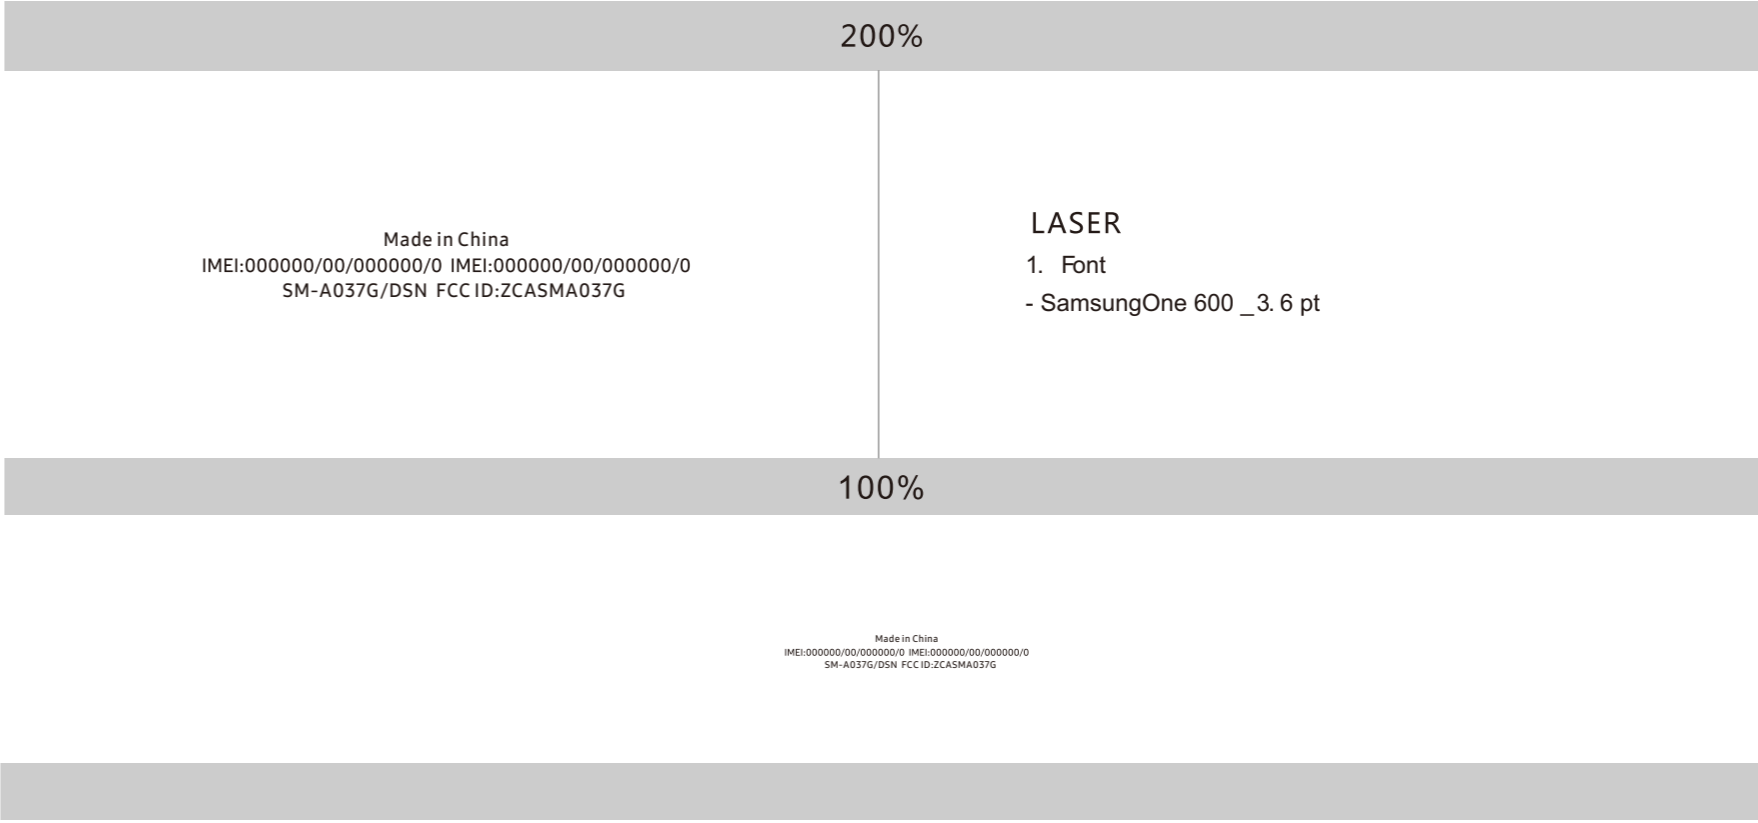 200%
Made in China
IMEI:000000/00/000000/0 IMEI:000000/00/000000/0
SM-A037G/DSN FCC ID:ZCASMA037G
LASER
1. Font
- SamsungOne 600 _3. 6 pt
100%
Made in China
IMEI:000000/00/000000/0 IMEI:000000/00/000000/0
SM-A037G/DSN FCC ID:ZCASMA037G